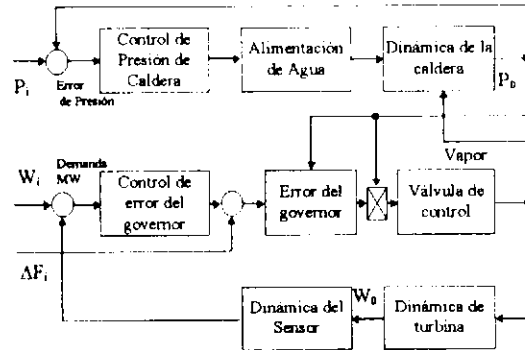 Control de
Presión de
Caldera
Alimentación
de Agua
Dinámica de la
caldera
P_i
Error
de Presión
P_0
Vapor
W_i
Demanda
MW
Control de
error del
governor
Error del
governor
Válvula de
control
ΔF_i
Dinámica del
Sensor
W_0
Dinámica de
turbina